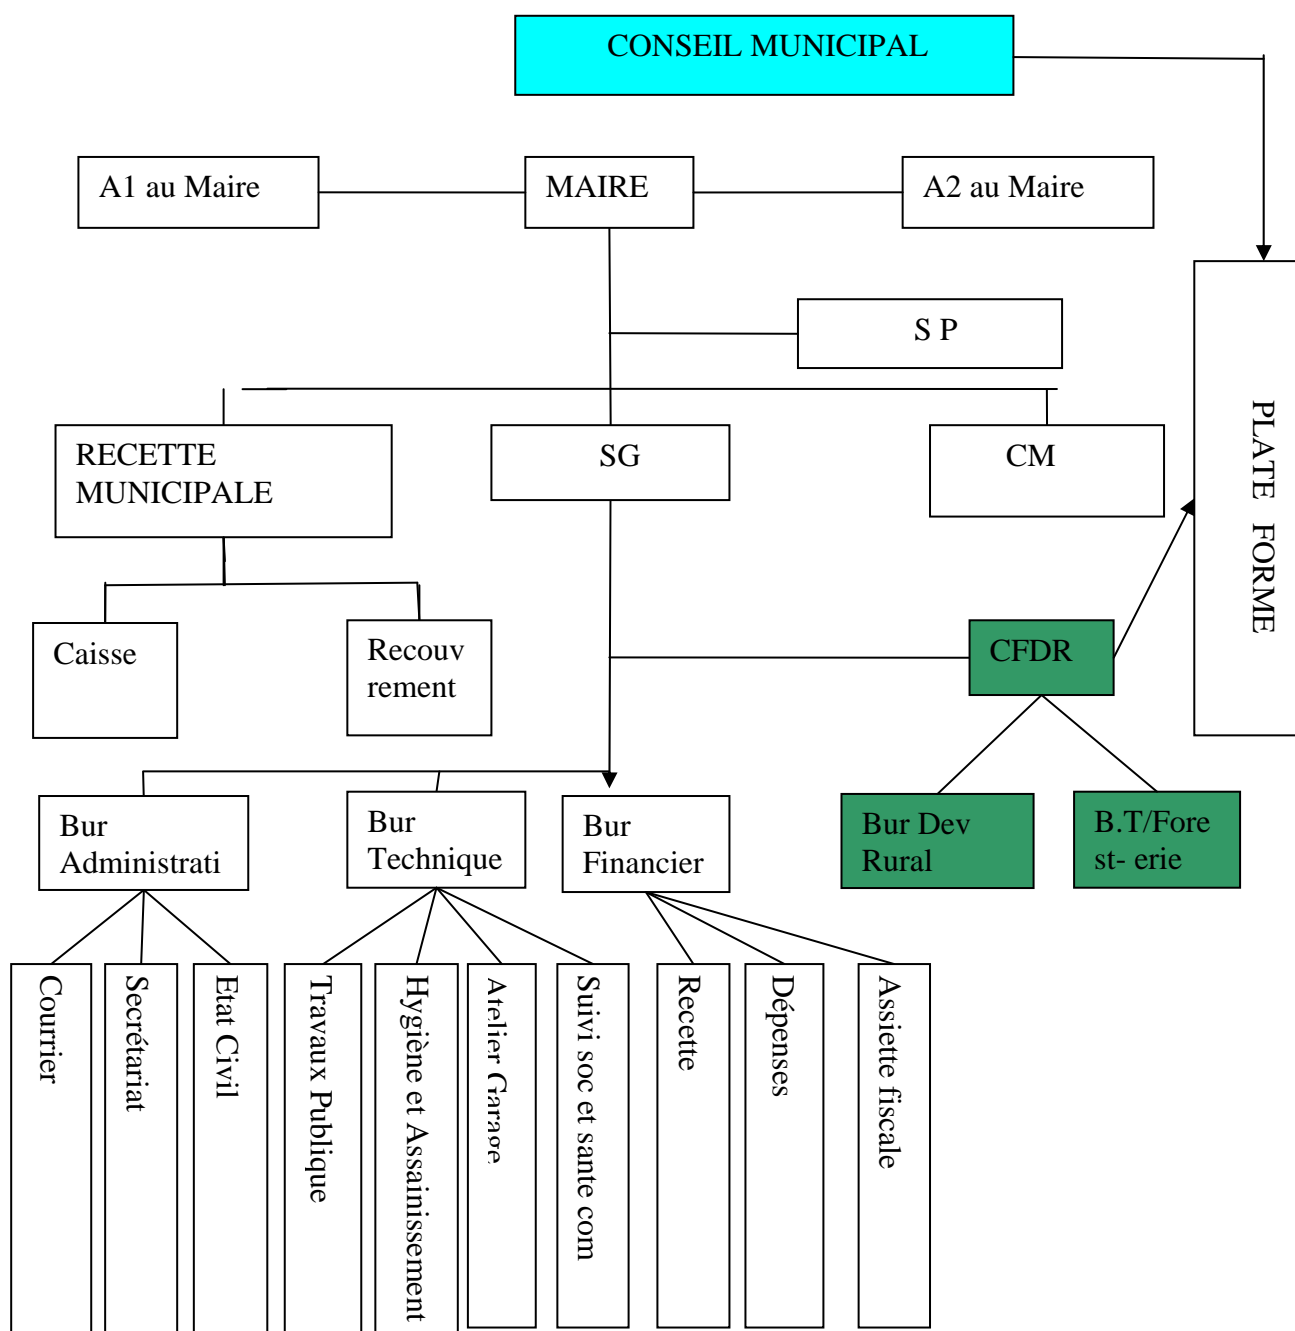 CONSEIL MUNICIPAL
A1 au Maire
MAIRE
A2 au Maire
S P
PLATE FORME
RECETTE
MUNICIPALE
SG
CM
Caisse
Recouv
rement
CFDR
Bur
Administrati
Bur
Technique
Bur
Financier
Bur Dev
Rural
B.T/Fore
st- erie
Courrier
Secrétariat
Etat Civil
Travaux Publique
Hygiène et Assainissement
Atelier Garage
Suivi soc et sante com
Recette
Dépenses
Assiette fiscale